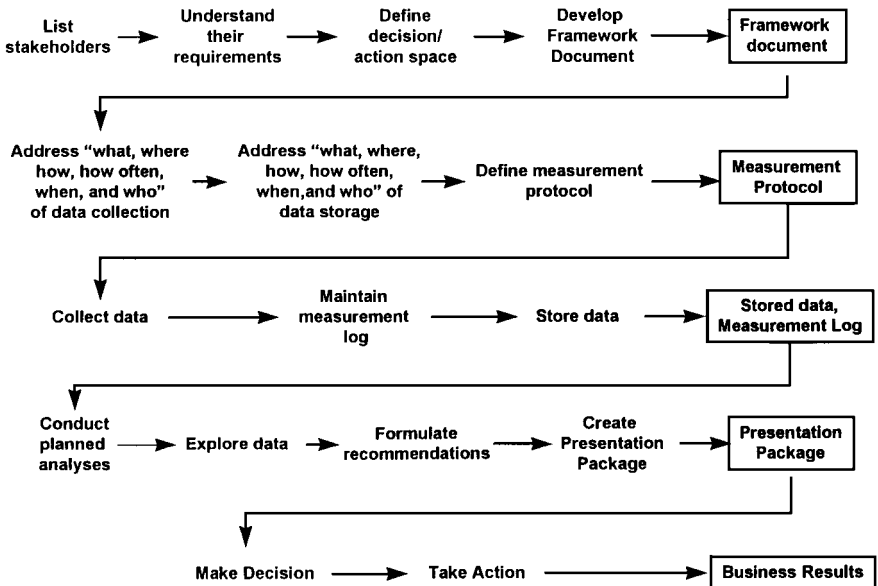 List
stakeholders
Understand
their
requirements
Define
decision/
action space
Develop
Framework
Document
Framework
document
Address “what, where
how, how often,
when, and who”
of data collection
Address “what, where,
how, how often,
when,and who” of
data storage
Define measurement
protocol
Measurement
Protocol
Collect data
Maintain
measurement
log
Store data
Stored data,
Measurement Log
Conduct
planned
analyses
Explore data
Formulate
recommendations
Create
Presentation
Package
Presentation
Package
Make Decision
Take Action
Business Results